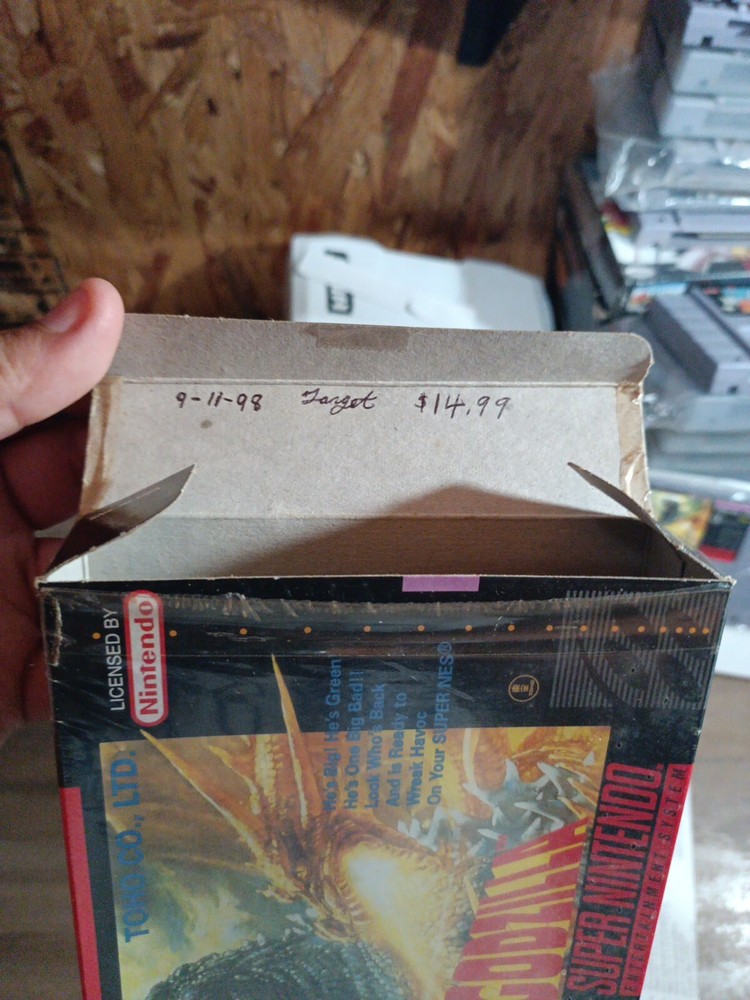 9-11-98 Target $14.99
LICENSED BY
Nintendo
He's Big! He's Green
He's One Big Bad!!
Look Who's Back
And is Ready to
Wreak Havoc
On Your SUPER NES®
TOHO CO., LTD.
GODZILLA
SUPER NINTENDO
ENTERTAINMENT SYSTEM